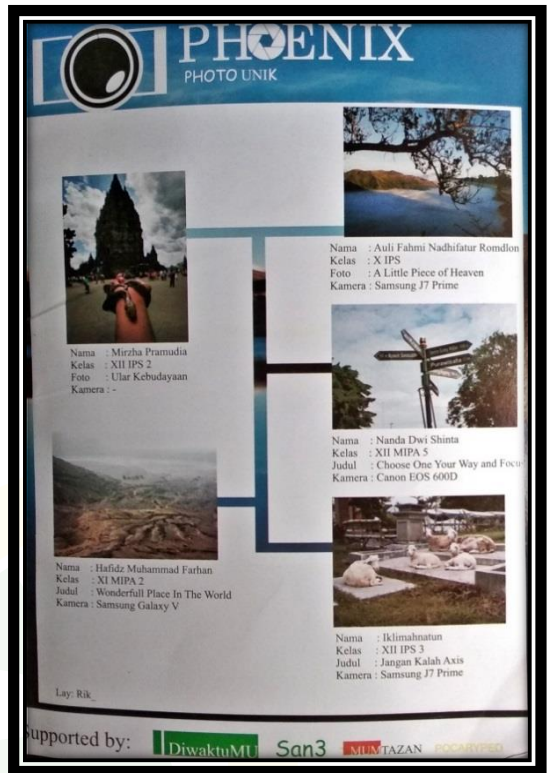 PHOENIX
PHOTO UNIK
Nama : Mirzha Pramudia
Kelas : XII IPS 2
Foto : Ular Kebudayaan
Kamera : -
Nama : Hafidz Muhammad Farhan
Kelas : XI MIPA 2
Judul : Wonderfull Place In The World
Kamera : Samsung Galaxy V
Nama : Auli Fahmi Nadhifatur Romdlon
Kelas : X IPS
Foto : A Little Piece of Heaven
Kamera : Samsung J7 Prime
Nama : Nanda Dwi Shinta
Kelas : XII MIPA 5
Judul : Choose One Your Way and Focu
Kamera : Canon EOS 600D
Nama : Iklimahnatun
Kelas : XII IPS 3
Judul : Jangan Kalah Axis
Kamera : Samsung J7 Prime
Lay: Rik_
Supported by:
DiwaktuMU San3 MUMTAZAN